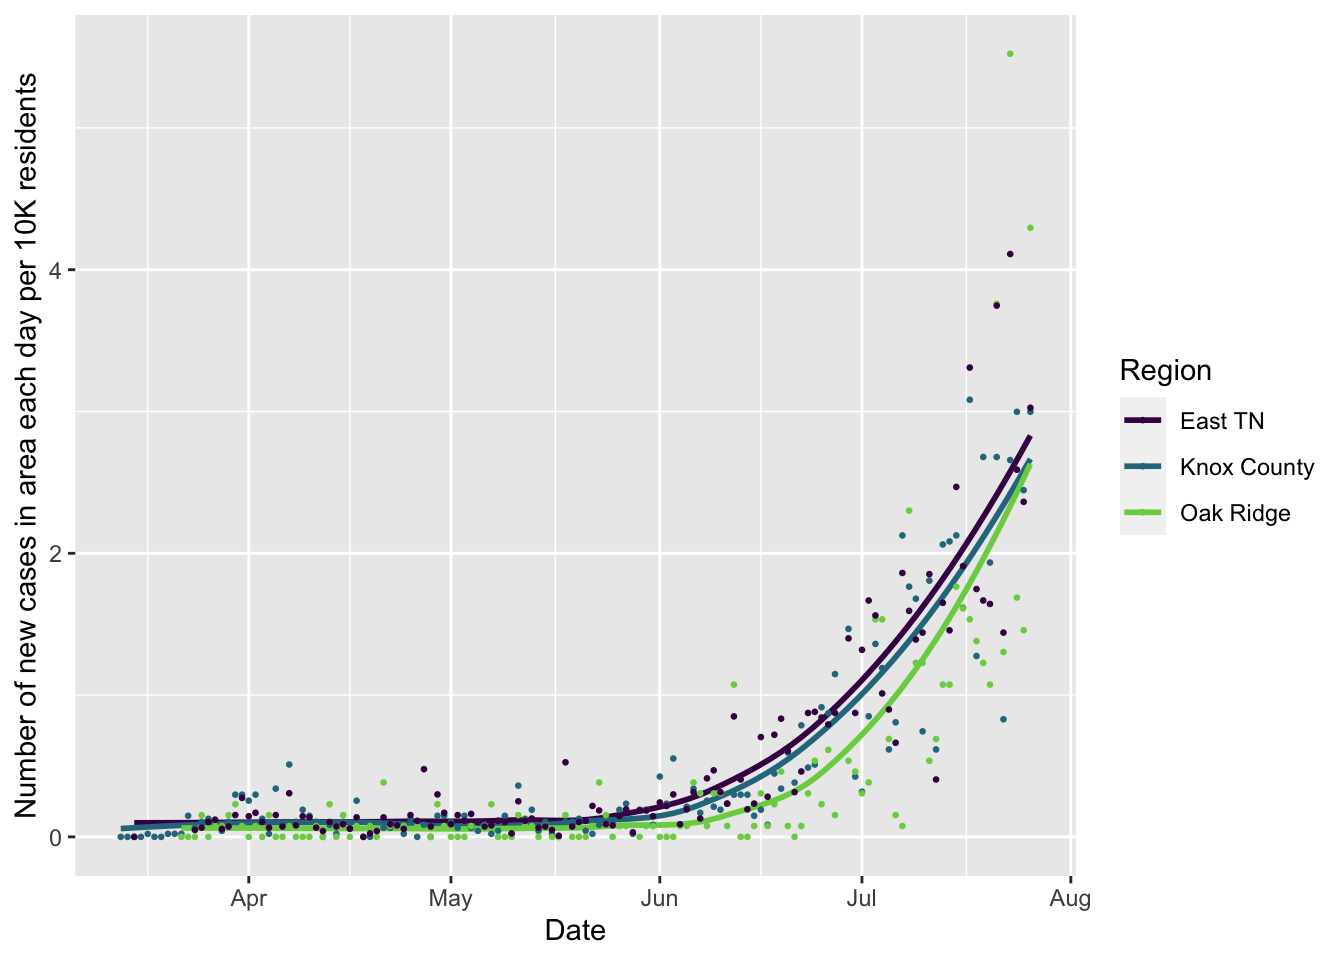 Number of new cases in area each day per 10K residents
4
2
0
Apr
May
Jun
Jul
Aug
Date
Region
East TN
Knox County
Oak Ridge